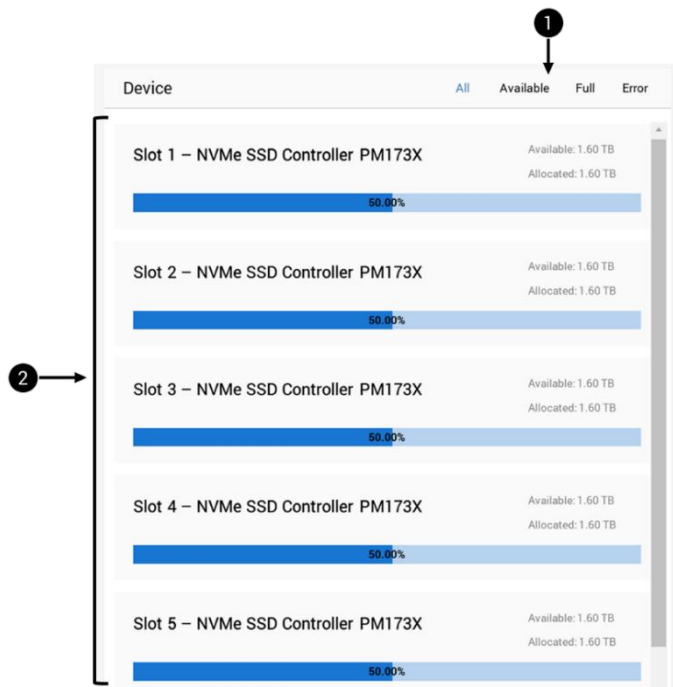 1
Device All Available Full Error
Slot 1 – NVMe SSD Controller PM173X
Available: 1.60 TB
Allocated: 1.60 TB
50.00%
Slot 2 – NVMe SSD Controller PM173X
Available: 1.60 TB
Allocated: 1.60 TB
50.00%
2
Slot 3 – NVMe SSD Controller PM173X
Available: 1.60 TB
Allocated: 1.60 TB
50.00%
Slot 4 – NVMe SSD Controller PM173X
Available: 1.60 TB
Allocated: 1.60 TB
50.00%
Slot 5 – NVMe SSD Controller PM173X
Available: 1.60 TB
Allocated: 1.60 TB
50.00%